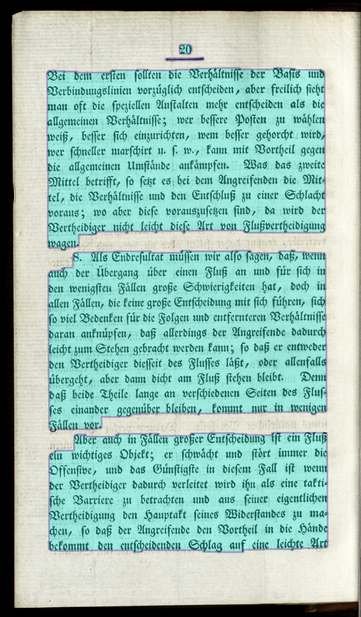 20
Bei dem ersten sollten die Verhältnisse der Basis und
Verbindungslinien vorzüglich entscheiden, aber freilich sieht
man oft die speziellen Anstalten mehr entscheiden als die
allgemeinen Verhältnisse; wer bessere Posten zu wählen
weiß, besser sich einzurichten, wem besser gehorcht wird,
wer schneller marschirt u. s. w., kann mit Vortheil gegen
die allgemeinen Umstände ankämpfen. Was das zweite
Mittel betrifft, so setzt es bei dem Angreifenden die Mit-
tel, die Verhältnisse und den Entschluß zu einer Schlacht
voraus; wo aber diese vorauszusetzen sind, da wird der
Vertheidiger nicht leicht diese Art von Flußvertheidigung
wagen.
8. Als Endresultat müssen wir also sagen, daß, wenn
auch der Übergang über einen Fluß an und für sich in
den wenigsten Fällen große Schwierigkeiten hat, doch in
allen Fällen, die keine große Entscheidung mit sich führen, sich
so viel Bedenken für die Folgen und entfernteren Verhältnisse
daran anknüpfen, daß allerdings der Angreifende dadurch
leicht zum Stehen gebracht werden kann; so daß er entweder
den Vertheidiger diesseit des Flusses läßt, oder allenfalls
übergeht, aber dann dicht am Fluß stehen bleibt. Denn
daß beide Theile lange an verschiedenen Seiten des Flus-
ses einander gegenüber bleiben, kommt nur in wenigen
Fällen vor.
Aber auch in Fällen großer Entscheidung ist ein Fluß
ein wichtiges Objekt; er schwächt und stört immer die
Offensive, und das Günstigste in diesem Fall ist wenn
der Vertheidiger dadurch verleitet wird ihn als eine takti-
sche Barriere zu betrachten und aus seiner eigentlichen
Vertheidigung den Hauptakt seines Widerstandes zu ma-
chen, so daß der Angreifende den Vortheil in die Hände
bekommt den entscheidenden Schlag auf eine leichte Art